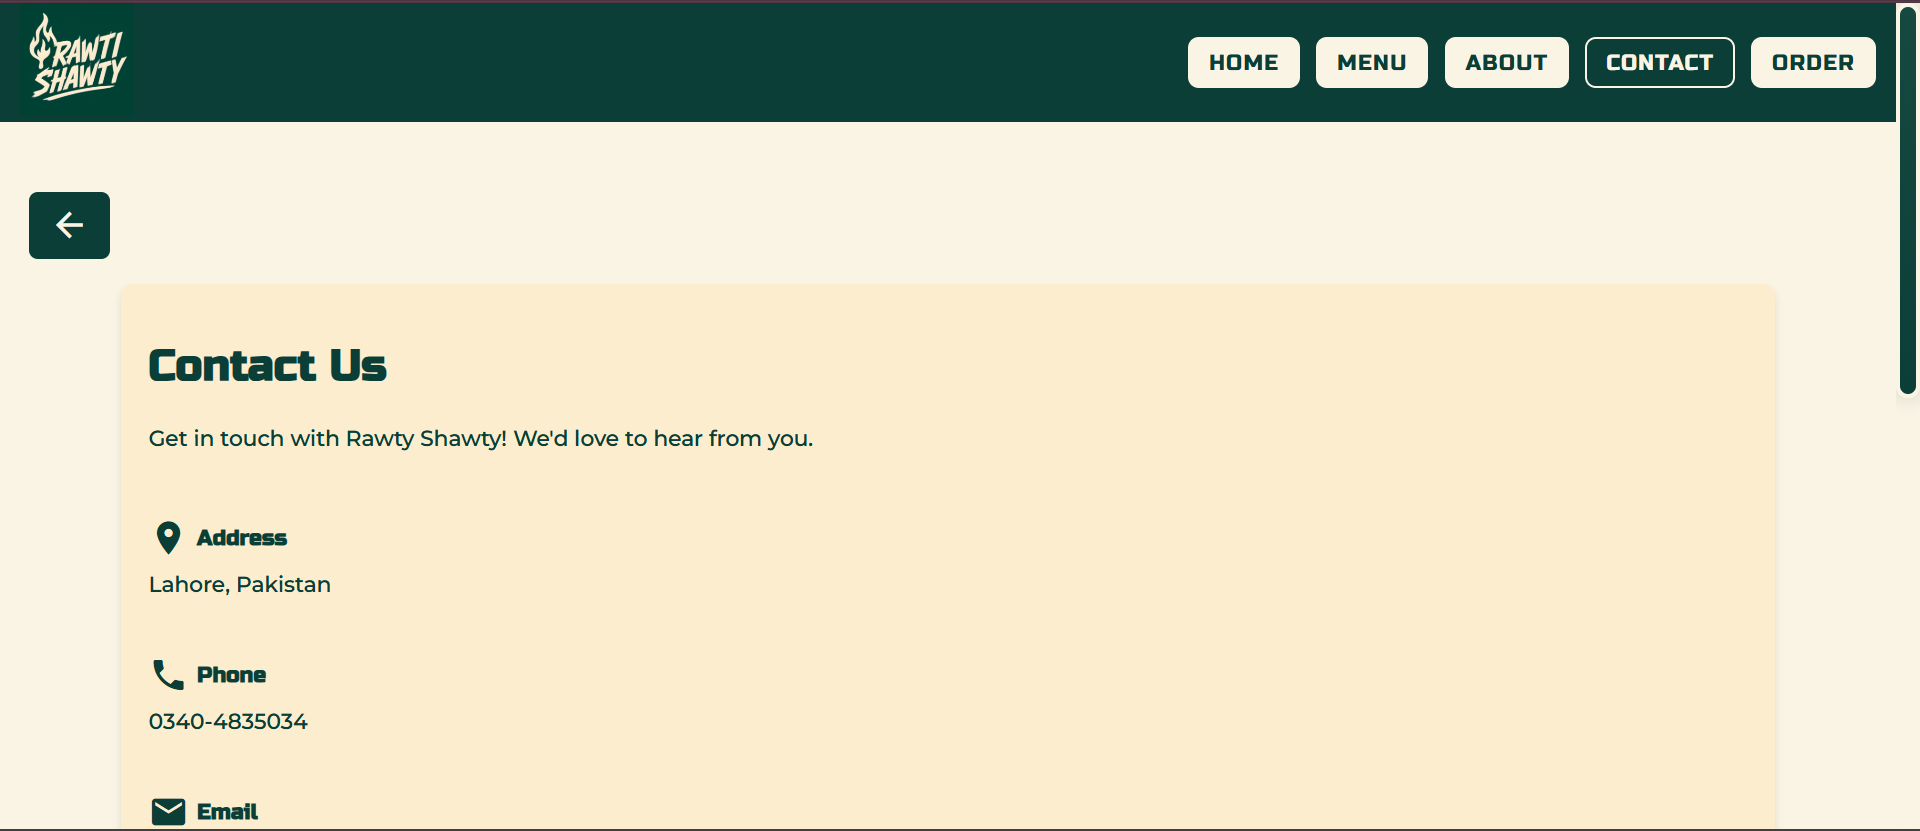 RAWTI
SHAWTY
HOME
MENU
ABOUT
CONTACT
ORDER
Contact Us
Get in touch with Rawty Shawty! We'd love to hear from you.
Address
Lahore, Pakistan
Phone
0340-4835034
Email